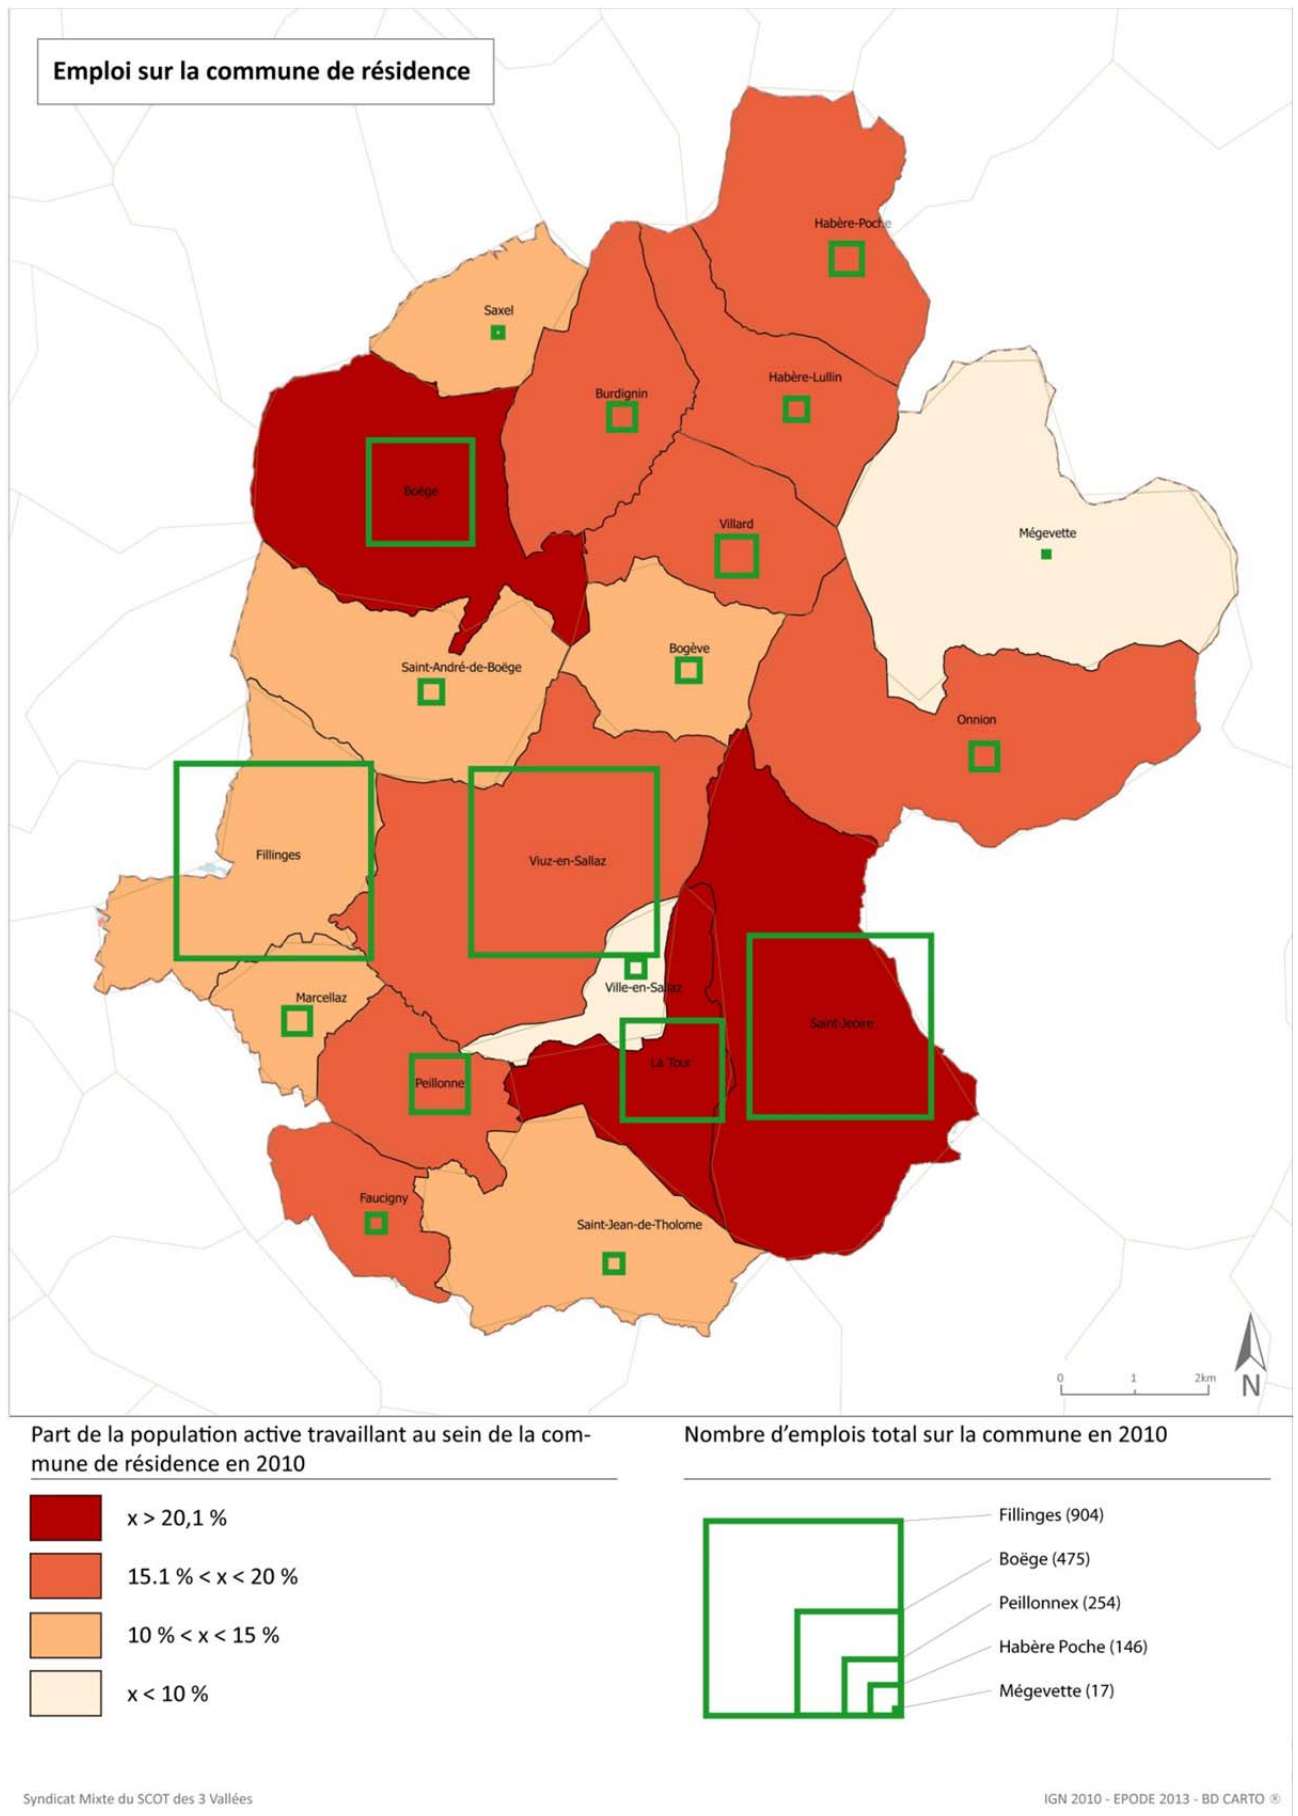 Emploi sur la commune de résidence
Habère-Poche
Saxel
Habère-Lullin
Burdignin
Boëge
Villard
Mégevette
Bogève
Saint-André-de-Boëge
Onnion
Fillinges
Viuz-en-Sallaz
Ville-en-Sallaz
Marcellaz
Saint-Jeoire
La Tour
Peillonne
Faucigny
Saint-Jean-de-Tholome
0 1 2km
N
Part de la population active travaillant au sein de la com-
mune de résidence en 2010
x > 20,1 %
15.1 % < x < 20 %
10 % < x < 15 %
x < 10 %
Nombre d’emplois total sur la commune en 2010
Fillinges (904)
Boëge (475)
Peillonnex (254)
Habère Poche (146)
Mégevette (17)
Syndicat Mixte du SCOT des 3 Vallées
IGN 2010 - EPODE 2013 - BD CARTO ®